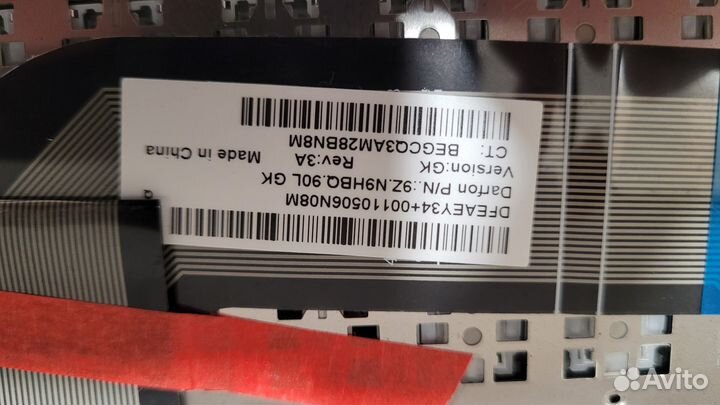 DFEAEY34+00110506N08M
Darfon P/N.:9Z.N9HBQ.90L GK
Version:GK Rev:3A Made in China
CT: BEGCQ3AM28BN8M
Avito